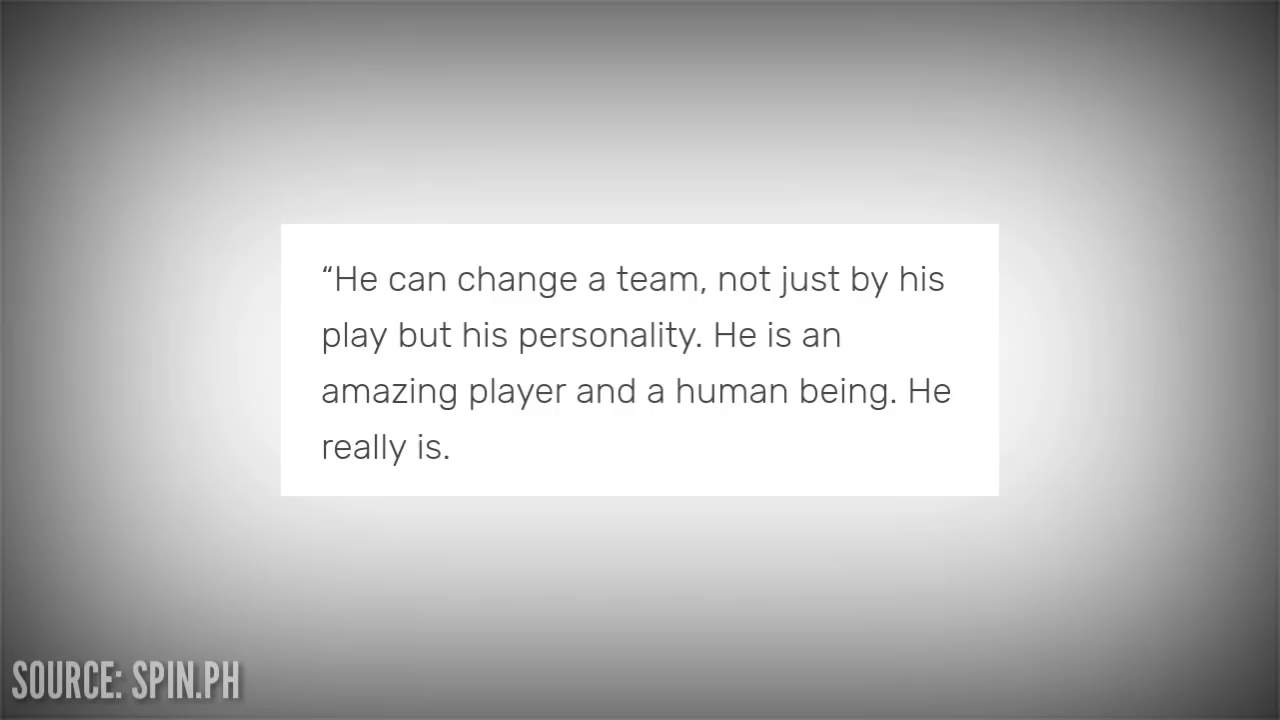 “He can change a team, not just by his
play but his personality. He is an
amazing player and a human being. He
really is.
SOURCE: SPIN.PH